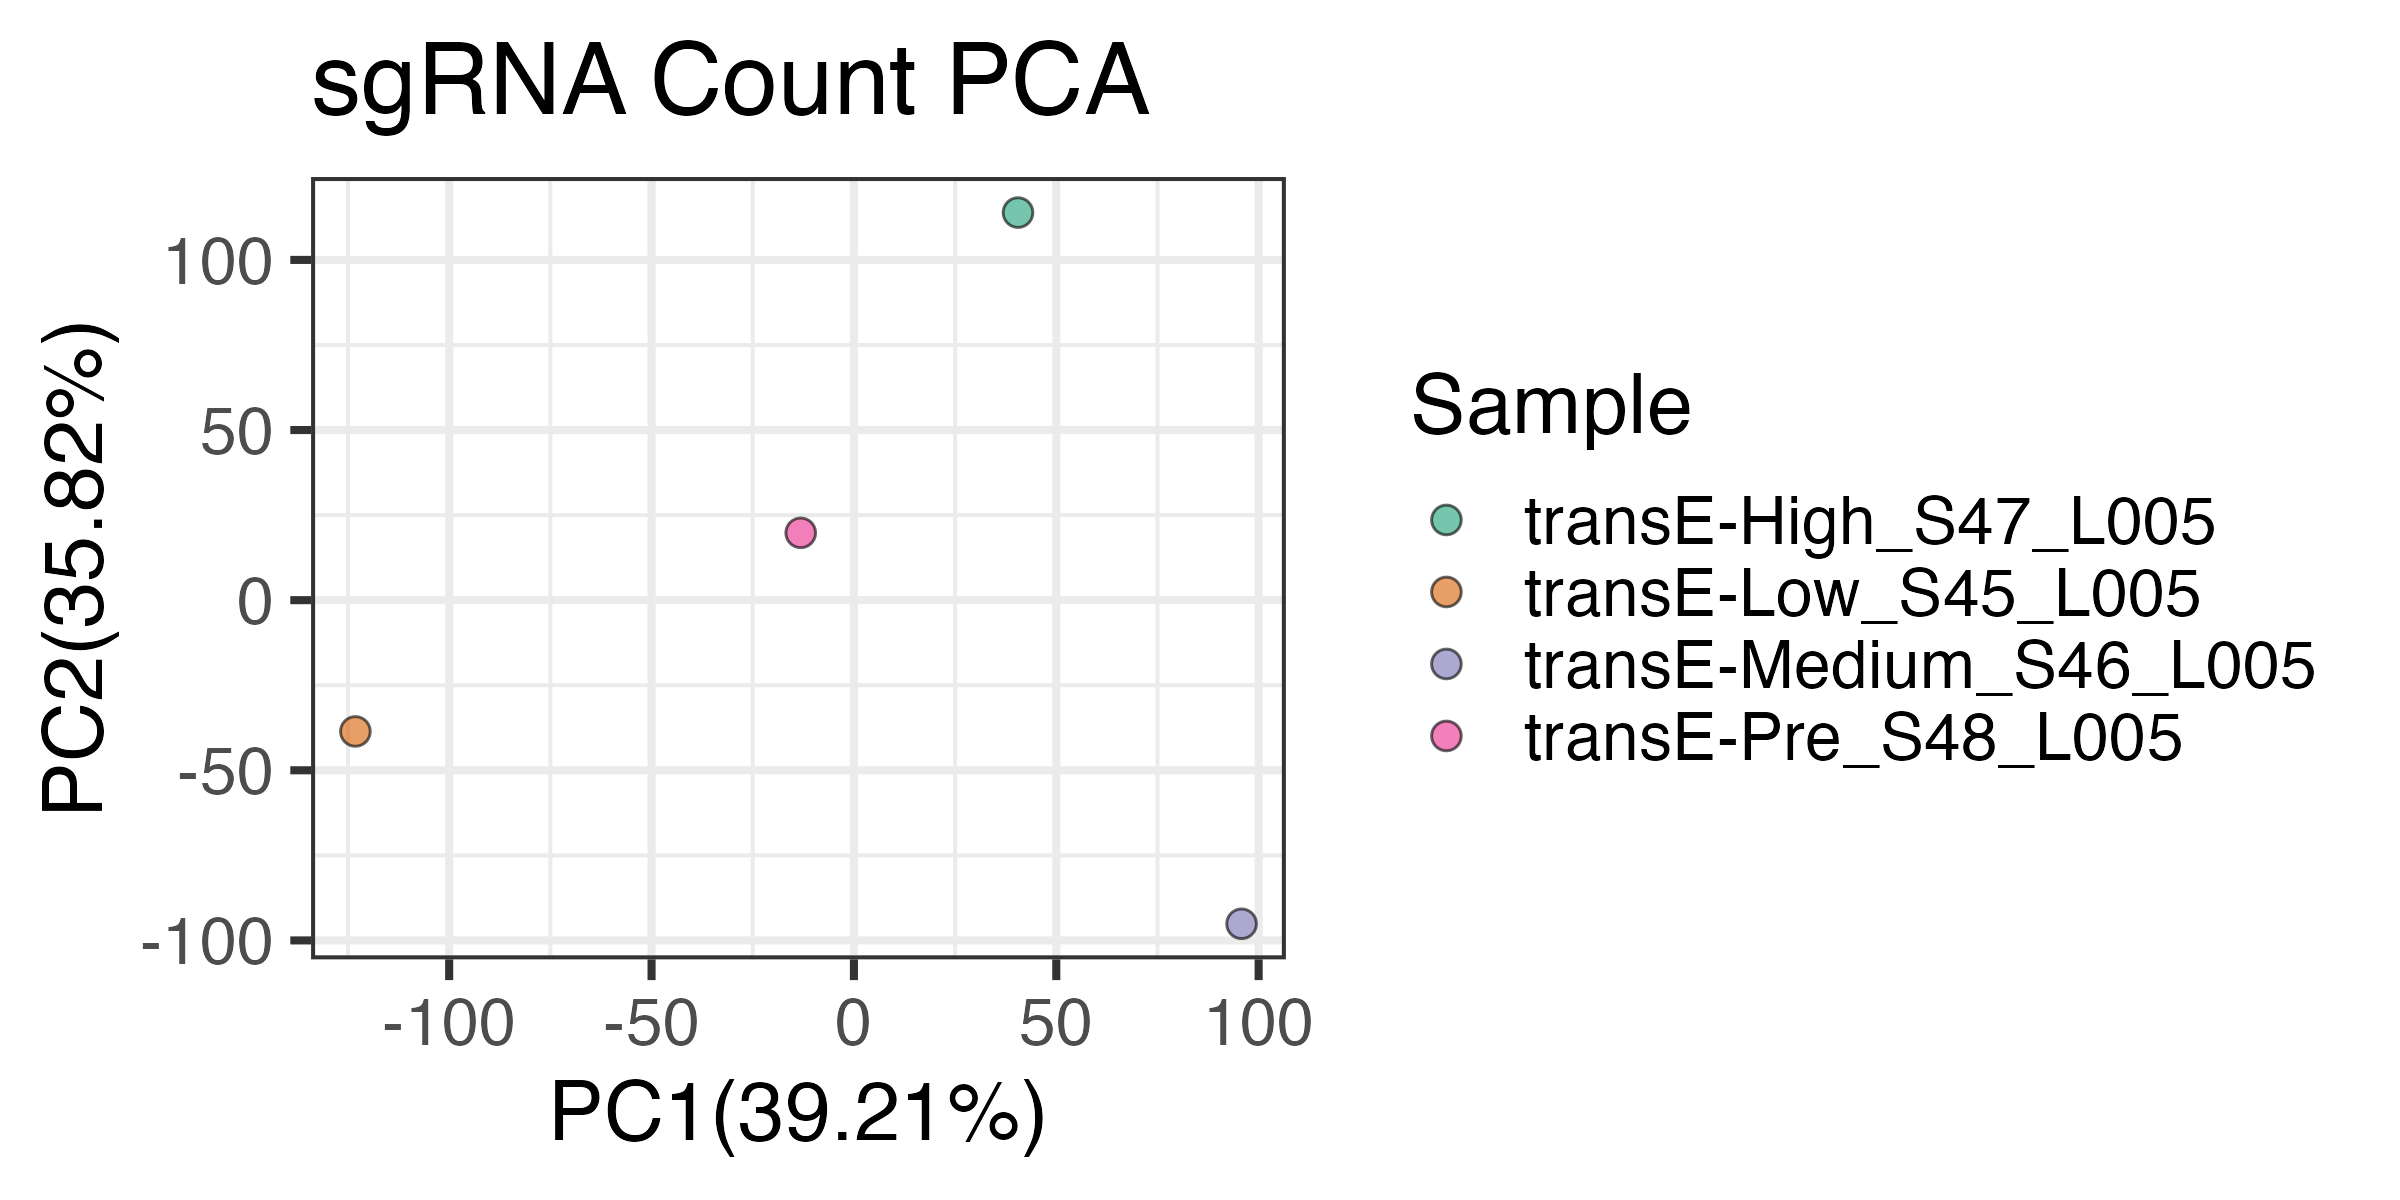 sgRNA Count PCA
100
50
0
-50
-100
PC2(35.82%)
-100
-50
0
50
100
PC1(39.21%)
Sample
transE-High_S47_L005
transE-Low_S45_L005
transE-Medium_S46_L005
transE-Pre_S48_L005